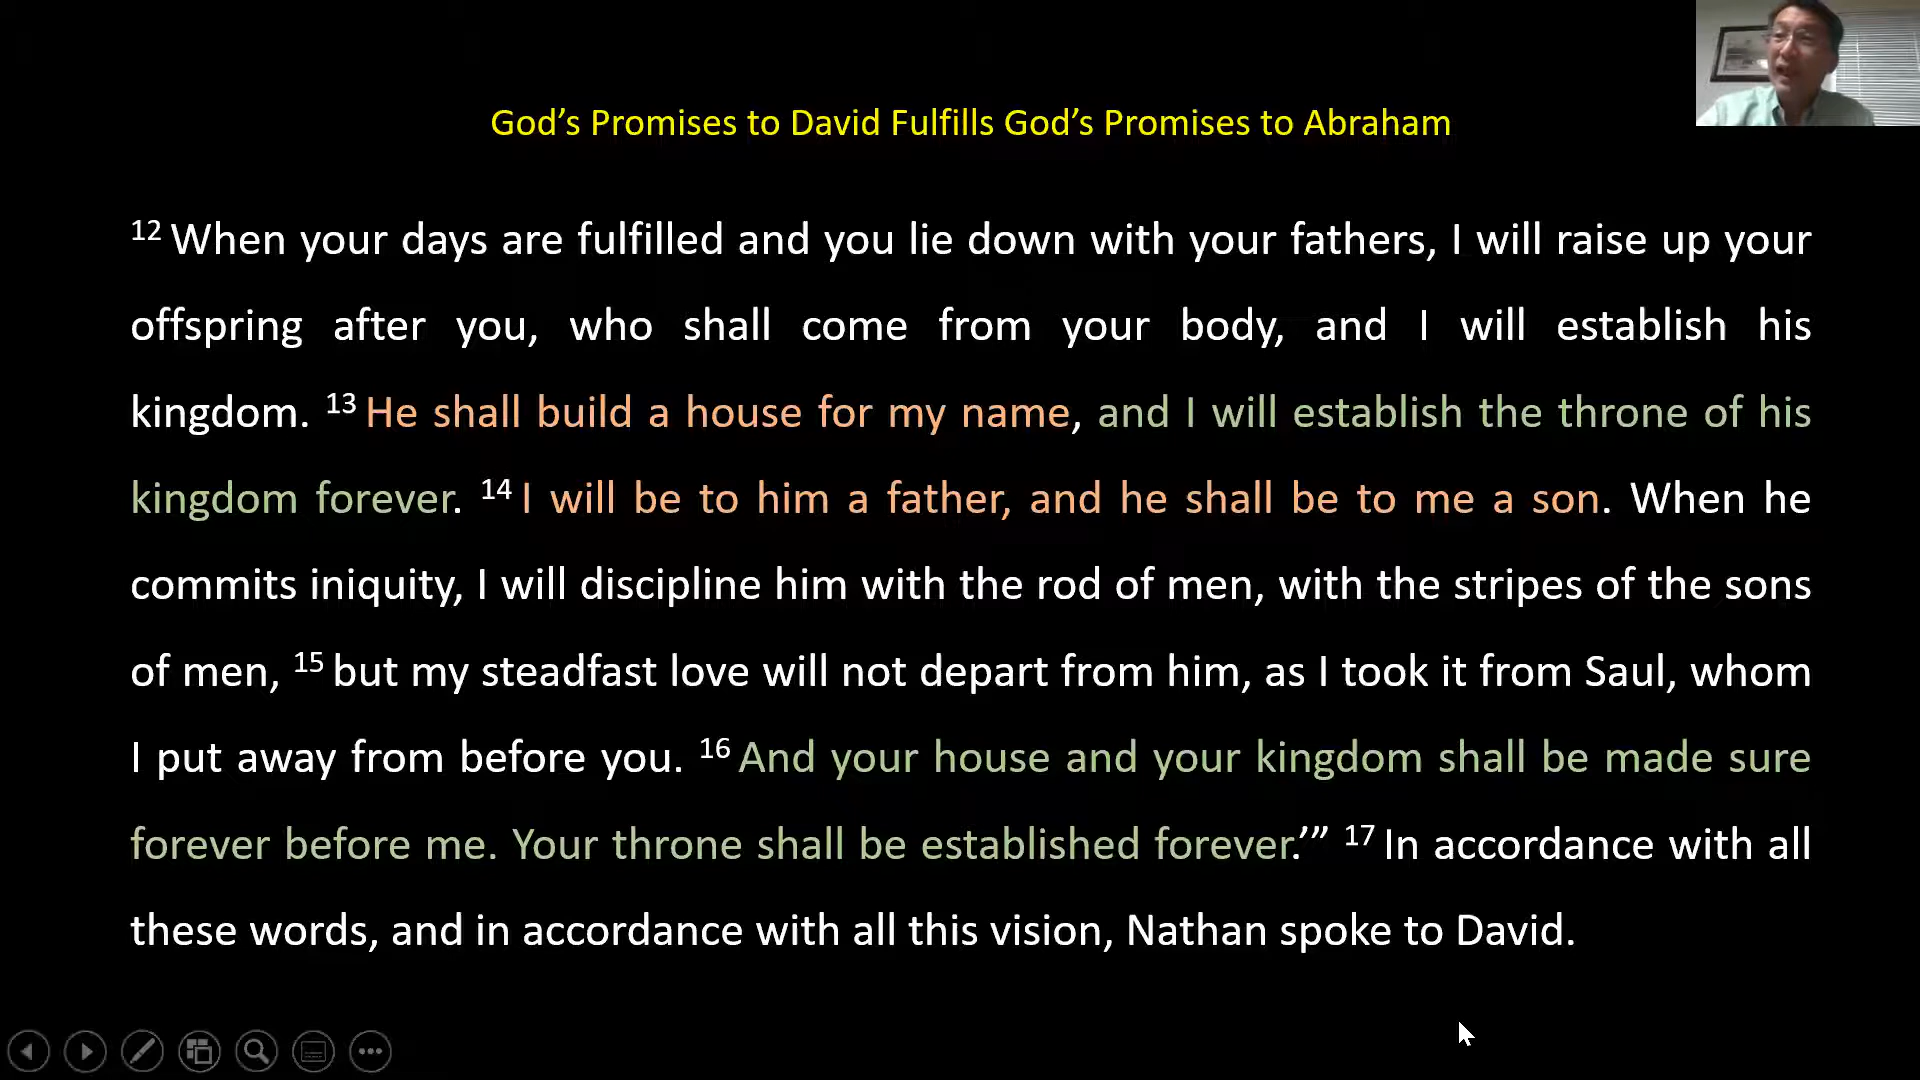 God’s Promises to David Fulfills God’s Promises to Abraham
12 When your days are fulfilled and you lie down with your fathers, I will raise up your
offspring after you, who shall come from your body, and I will establish his
kingdom. 13 He shall build a house for my name, and I will establish the throne of his
kingdom forever. 14 I will be to him a father, and he shall be to me a son. When he
commits iniquity, I will discipline him with the rod of men, with the stripes of the sons
of men, 15 but my steadfast love will not depart from him, as I took it from Saul, whom
I put away from before you. 16 And your house and your kingdom shall be made sure
forever before me. Your throne shall be established forever.’” 17 In accordance with all
these words, and in accordance with all this vision, Nathan spoke to David.